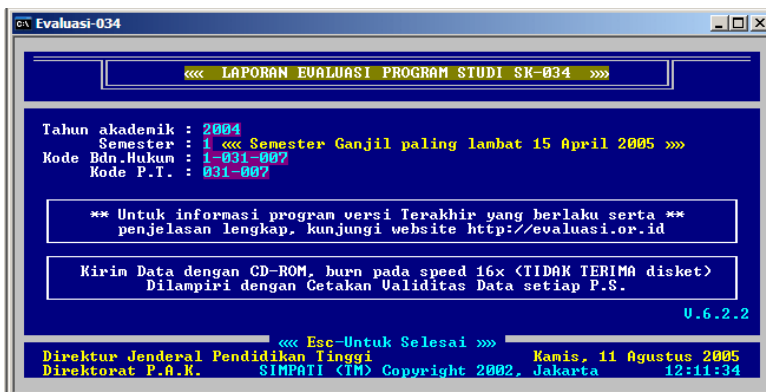 Evaluasi-034
««« LAPORAN EVALUASI PROGRAM STUDI SK-034 »»»
Tahun akademik : 2004
Semester : 1 ««« Semester Ganjil paling lambat 15 April 2005 »»»
Kode Bdn.Hukum : 1-031-007
Kode P.T. : 031-007
** Untuk informasi program versi Terakhir yang berlaku serta **
penjelasan lengkap, kunjungi website http://evaluasi.or.id
Kirim Data dengan CD-ROM, burn pada speed 16x (TIDAK TERIMA disket)
Dilampiri dengan Cetakan Validitas Data setiap P.S.
V.6.2.2
««« Esc-Untuk Selesai »»»
Direktur Jenderal Pendidikan Tinggi Kamis, 11 Agustus 2005
Direktorat P.A.K. SIMPATI (TM) Copyright 2002, Jakarta 12:11:34